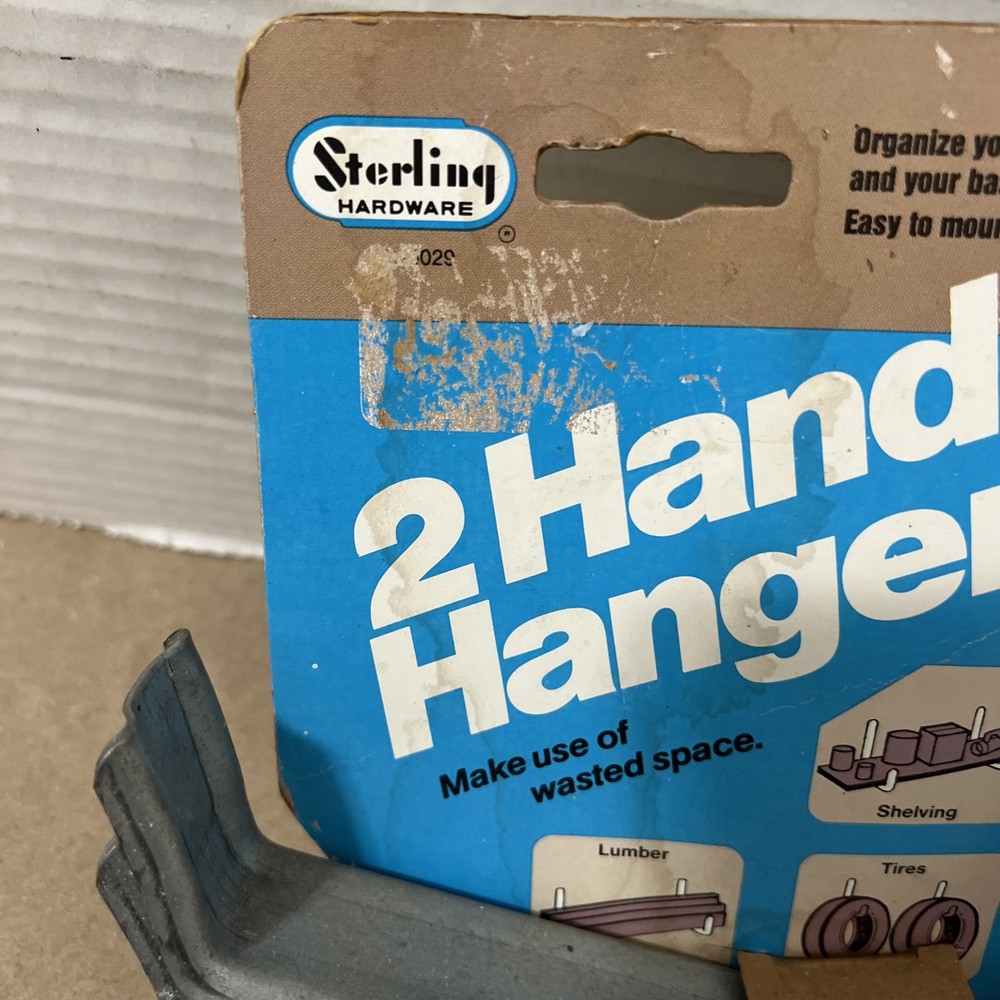 Sterling
HARDWARE
®
029
Organize yo
and your ba
Easy to moun
2 Hand
Hange
Make use of
wasted space.
Shelving
Lumber
Tires